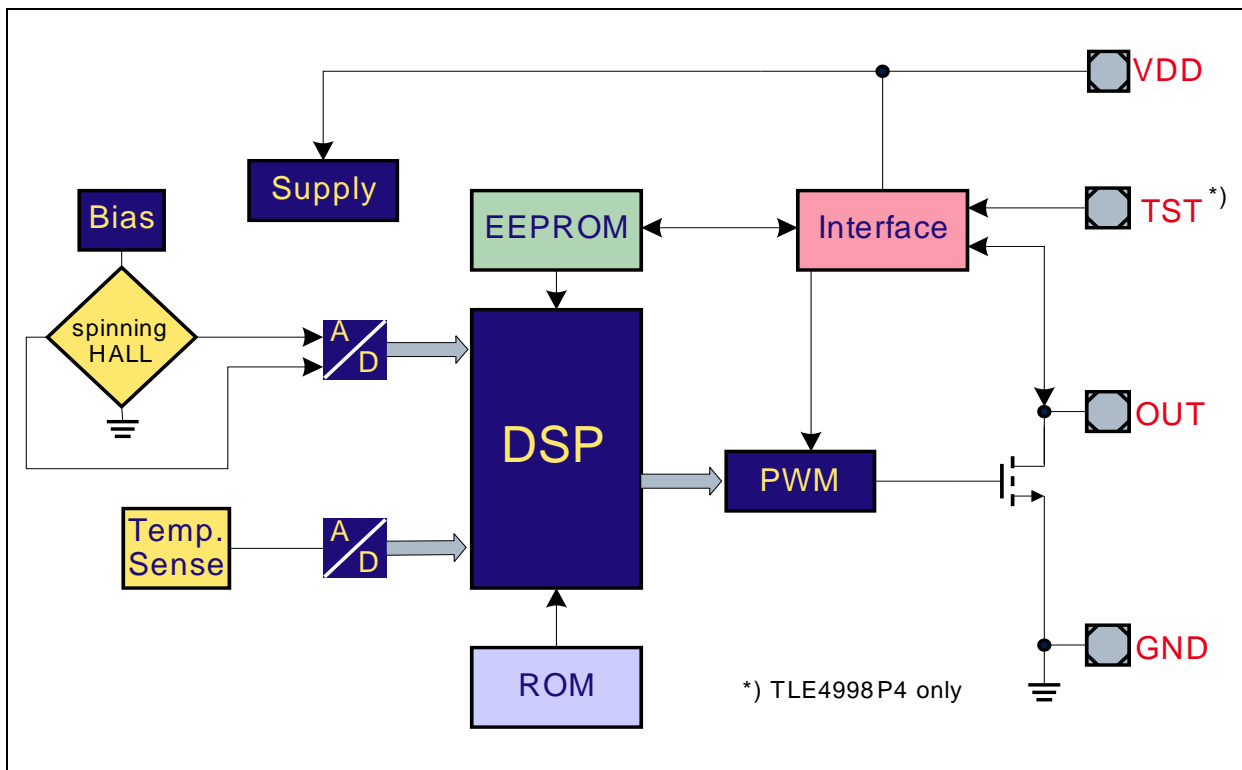 VDD
Supply
Bias
TST *)
EEPROM
Interface
spinning
HALL
A
D
OUT
DSP
PWM
Temp.
Sense
A
D
GND
ROM
*) TLE4998P4 only